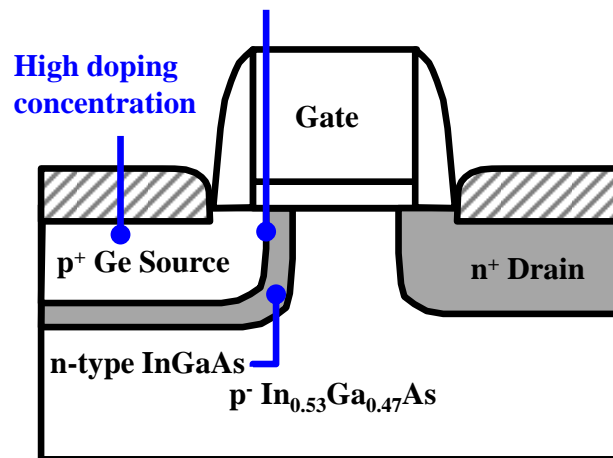 High doping
concentration
Gate
p⁺ Ge Source
n⁺ Drain
n-type InGaAs
p⁻ In₀.₅₃Ga₀.₄₇As